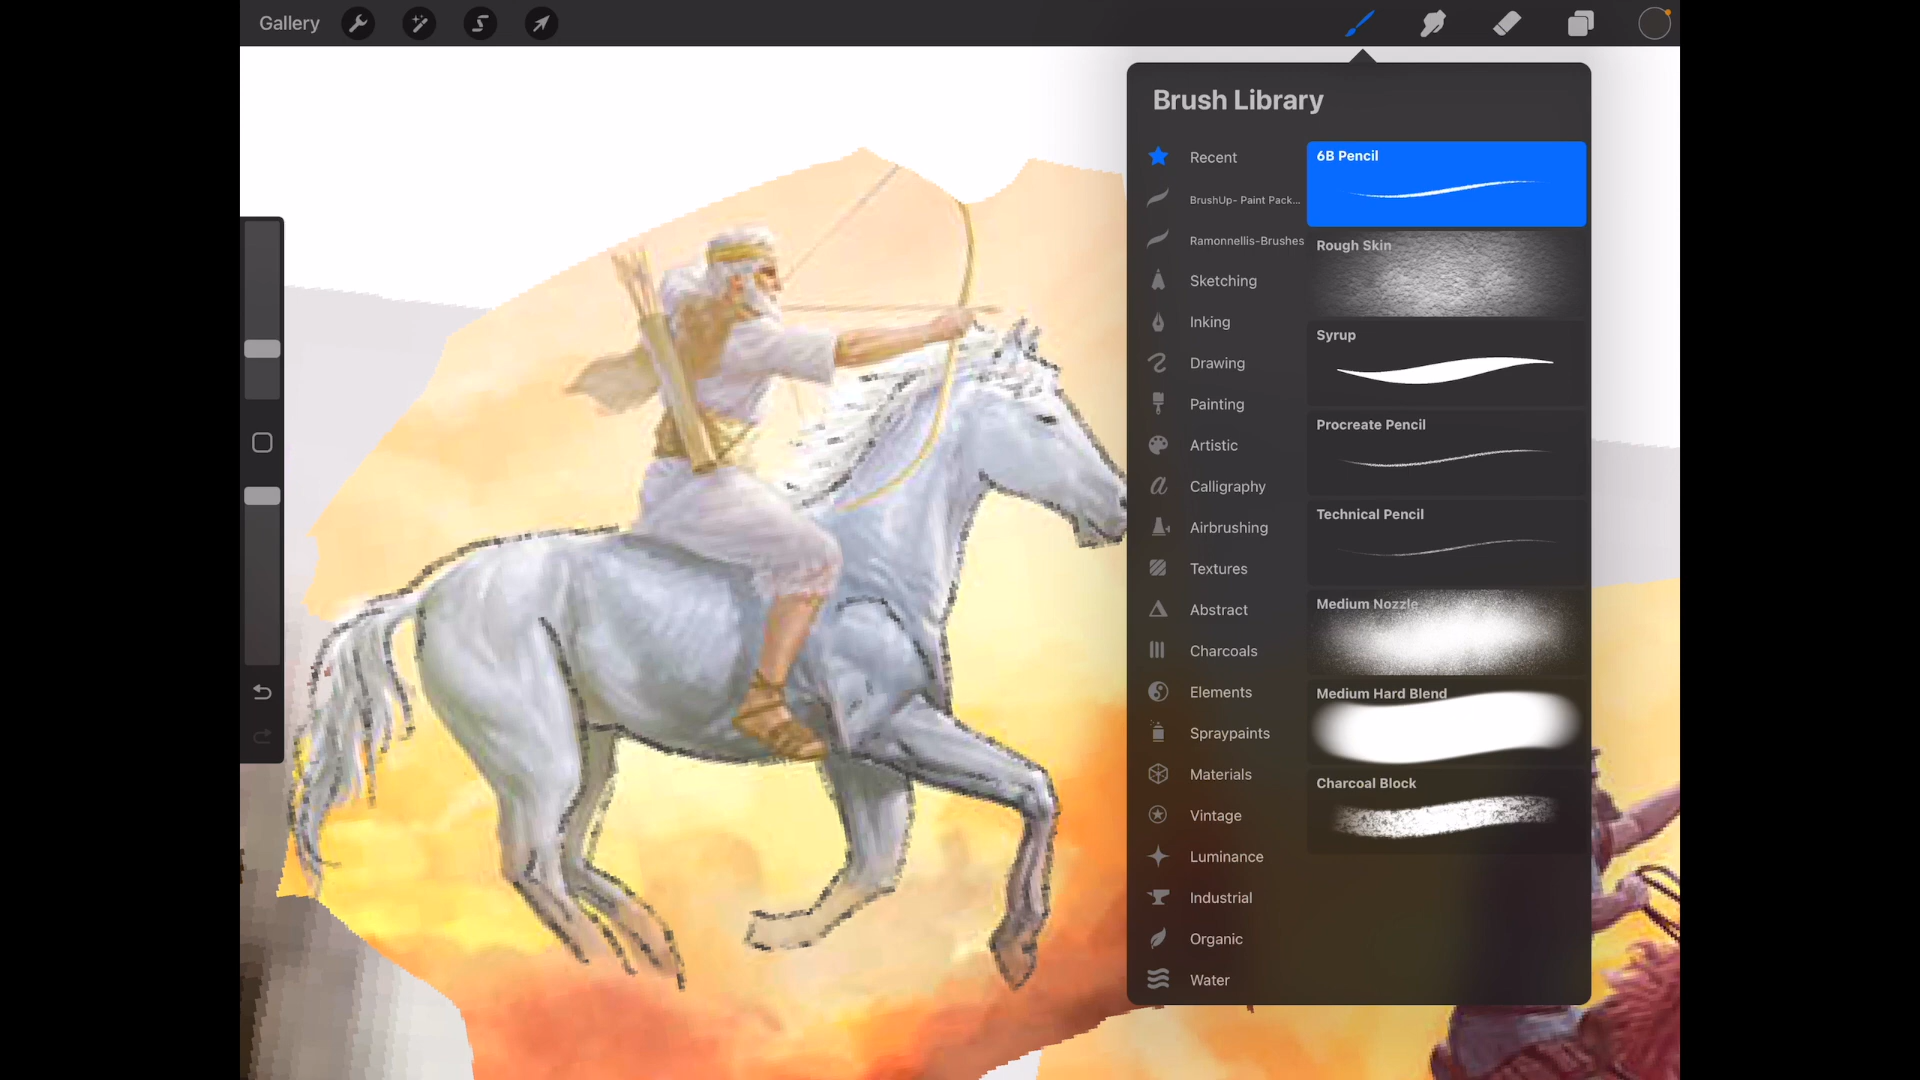 Gallery
Brush Library
Recent
BrushUp- Paint Pack...
Ramonnellis-Brushes
Sketching
Inking
Drawing
Painting
Artistic
Calligraphy
Airbrushing
Textures
Abstract
Charcoals
Elements
Spraypaints
Materials
Vintage
Luminance
Industrial
Organic
Water
6B Pencil
Rough Skin
Syrup
Procreate Pencil
Technical Pencil
Medium Nozzle
Medium Hard Blend
Charcoal Block